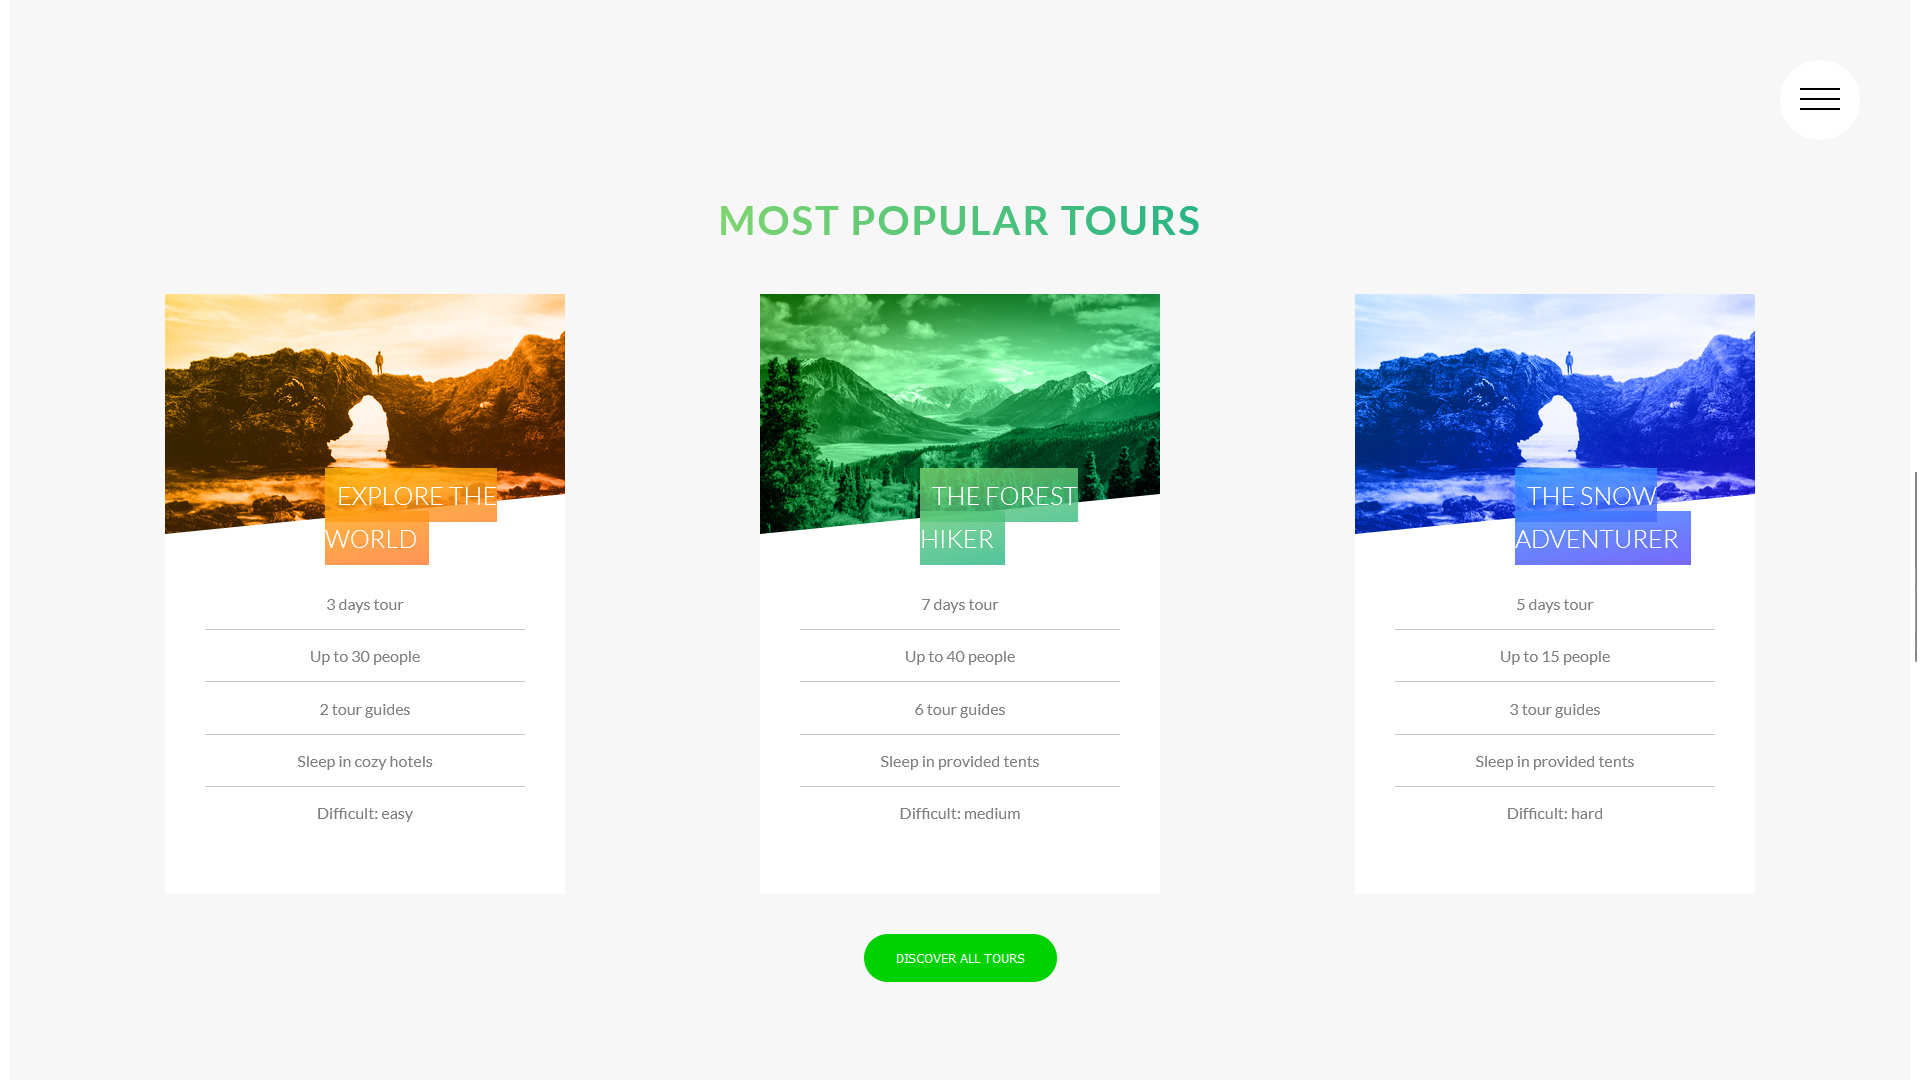 MOST POPULAR TOURS
EXPLORE THE
WORLD
3 days tour
Up to 30 people
2 tour guides
Sleep in cozy hotels
Difficult: easy
THE FOREST
HIKER
7 days tour
Up to 40 people
6 tour guides
Sleep in provided tents
Difficult: medium
THE SNOW
ADVENTURER
5 days tour
Up to 15 people
3 tour guides
Sleep in provided tents
Difficult: hard
DISCOVER ALL TOURS